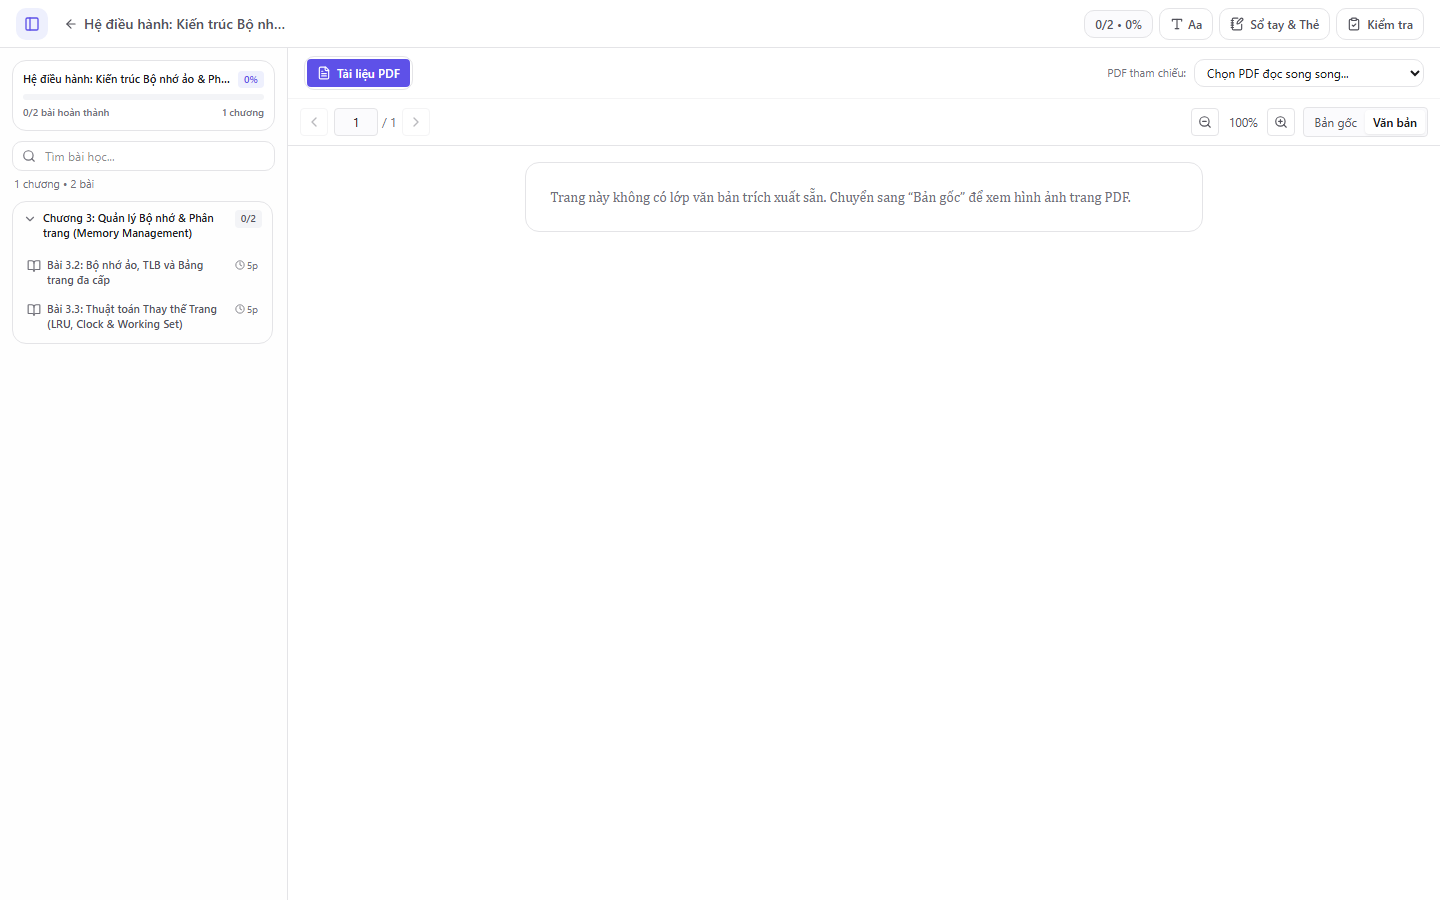 Hệ điều hành: Kiến trúc Bộ nh...
0/2 • 0%
Aa
Sổ tay & Thẻ
Kiểm tra
Hệ điều hành: Kiến trúc Bộ nhớ ảo & Ph...
0%
0/2 bài hoàn thành
1 chương
Tìm bài học...
1 chương • 2 bài
Chương 3: Quản lý Bộ nhớ & Phân
trang (Memory Management)
0/2
Bài 3.2: Bộ nhớ ảo, TLB và Bảng
trang đa cấp
5p
Bài 3.3: Thuật toán Thay thế Trang
(LRU, Clock & Working Set)
5p
Tài liệu PDF
PDF tham chiếu:
Chọn PDF đọc song song...
1
/ 1
100%
Bản gốc
Văn bản
Trang này không có lớp văn bản trích xuất sẵn. Chuyển sang “Bản gốc” để xem hình ảnh trang PDF.